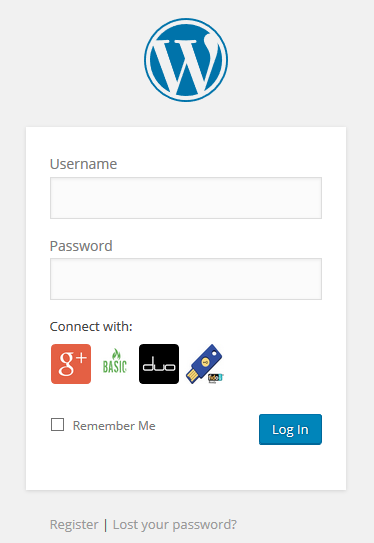 W
Username
Password
Connect with:
g+ BASIC duo
Remember Me
Log In
Register | Lost your password?